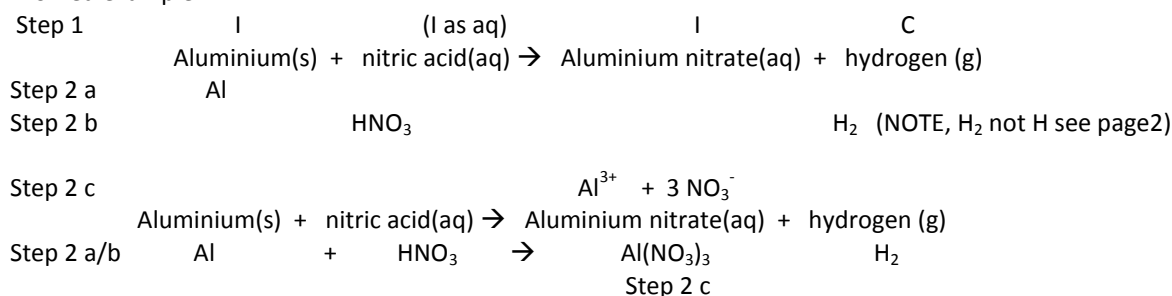 Step 1 I (I as aq) I C
Aluminium(s) + nitric acid(aq) → Aluminium nitrate(aq) + hydrogen (g)
Step 2 a Al
Step 2 b HNO₃ H₂ (NOTE, H₂ not H see page2)
Step 2 c Al³⁺ + 3 NO₃⁻
Aluminium(s) + nitric acid(aq) → Aluminium nitrate(aq) + hydrogen (g)
Step 2 a/b Al + HNO₃ → Al(NO₃)₃ H₂
Step 2 c